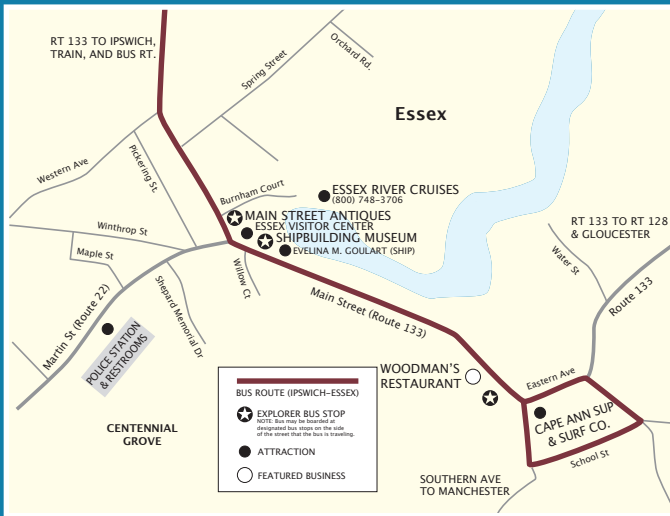 RT 133 TO IPSWICH,
TRAIN, AND BUS RT.
Spring Street
Orchard Rd.
Essex
Western Ave
Pickering St.
Burnham Court
ESSEX RIVER CRUISES
(800) 748-3706
MAIN STREET ANTIQUES
ESSEX VISITOR CENTER
SHIPBUILDING MUSEUM
EVELINA M. GOULART (SHIP)
Winthrop St
Maple St
Willow Ct
Shepard Memorial Dr
Martin St (Route 22)
Main Street (Route 133)
RT 133 TO RT 128
& GLOUCESTER
Water St
Route 133
POLICE STATION
& RESTROOMS
WOODMAN'S
RESTAURANT
Eastern Ave
CAPE ANN SUP
& SURF CO.
School St
CENTENNIAL
GROVE
SOUTHERN AVE
TO MANCHESTER
BUS ROUTE (IPSWICH-ESSEX)
EXPLORER BUS STOP
NOTE: Bus may be boarded at
designated bus stops on the side
of the street that the bus is traveling.
ATTRACTION
FEATURED BUSINESS